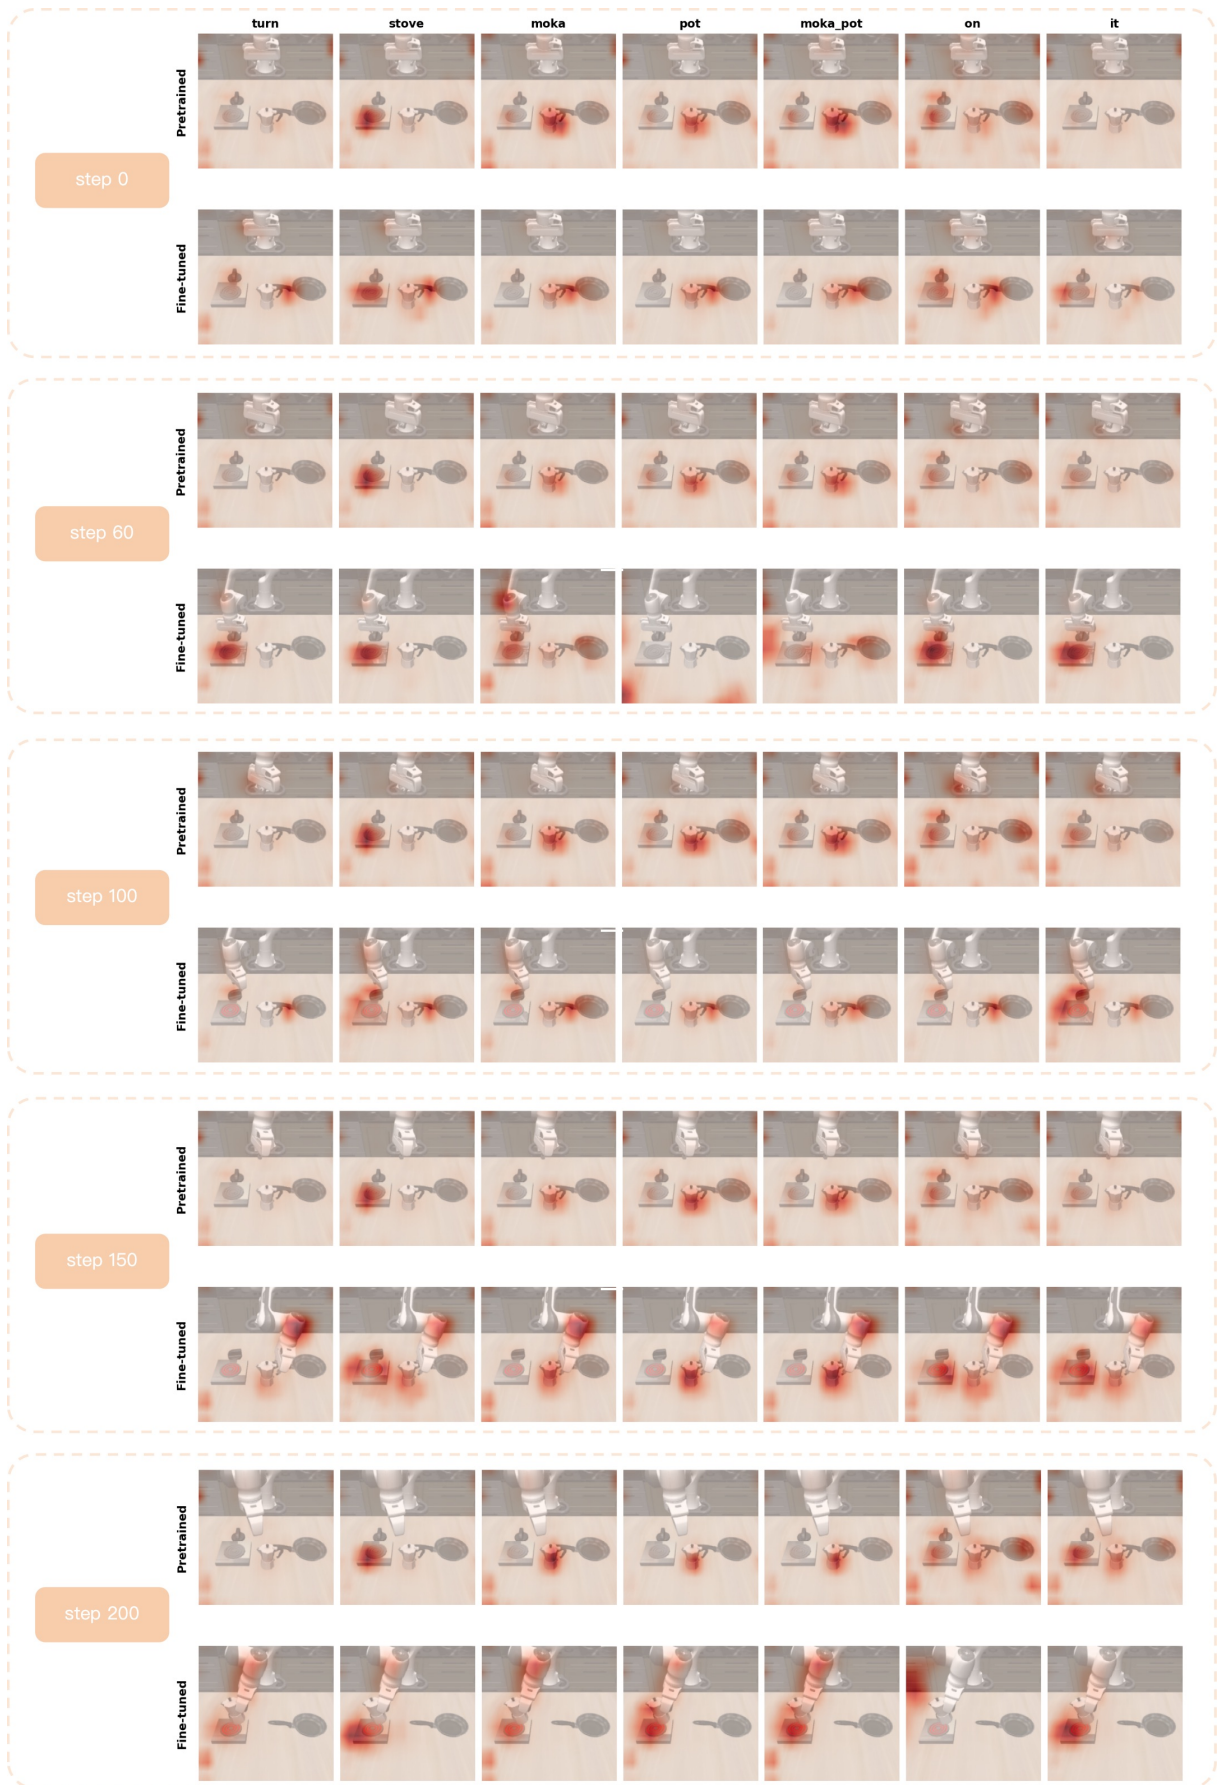 turn stove moka pot moka_pot on it
Pretrained
step 0
Fine-tuned
Pretrained
step 60
Fine-tuned
Pretrained
step 100
Fine-tuned
Pretrained
step 150
Fine-tuned
Pretrained
step 200
Fine-tuned